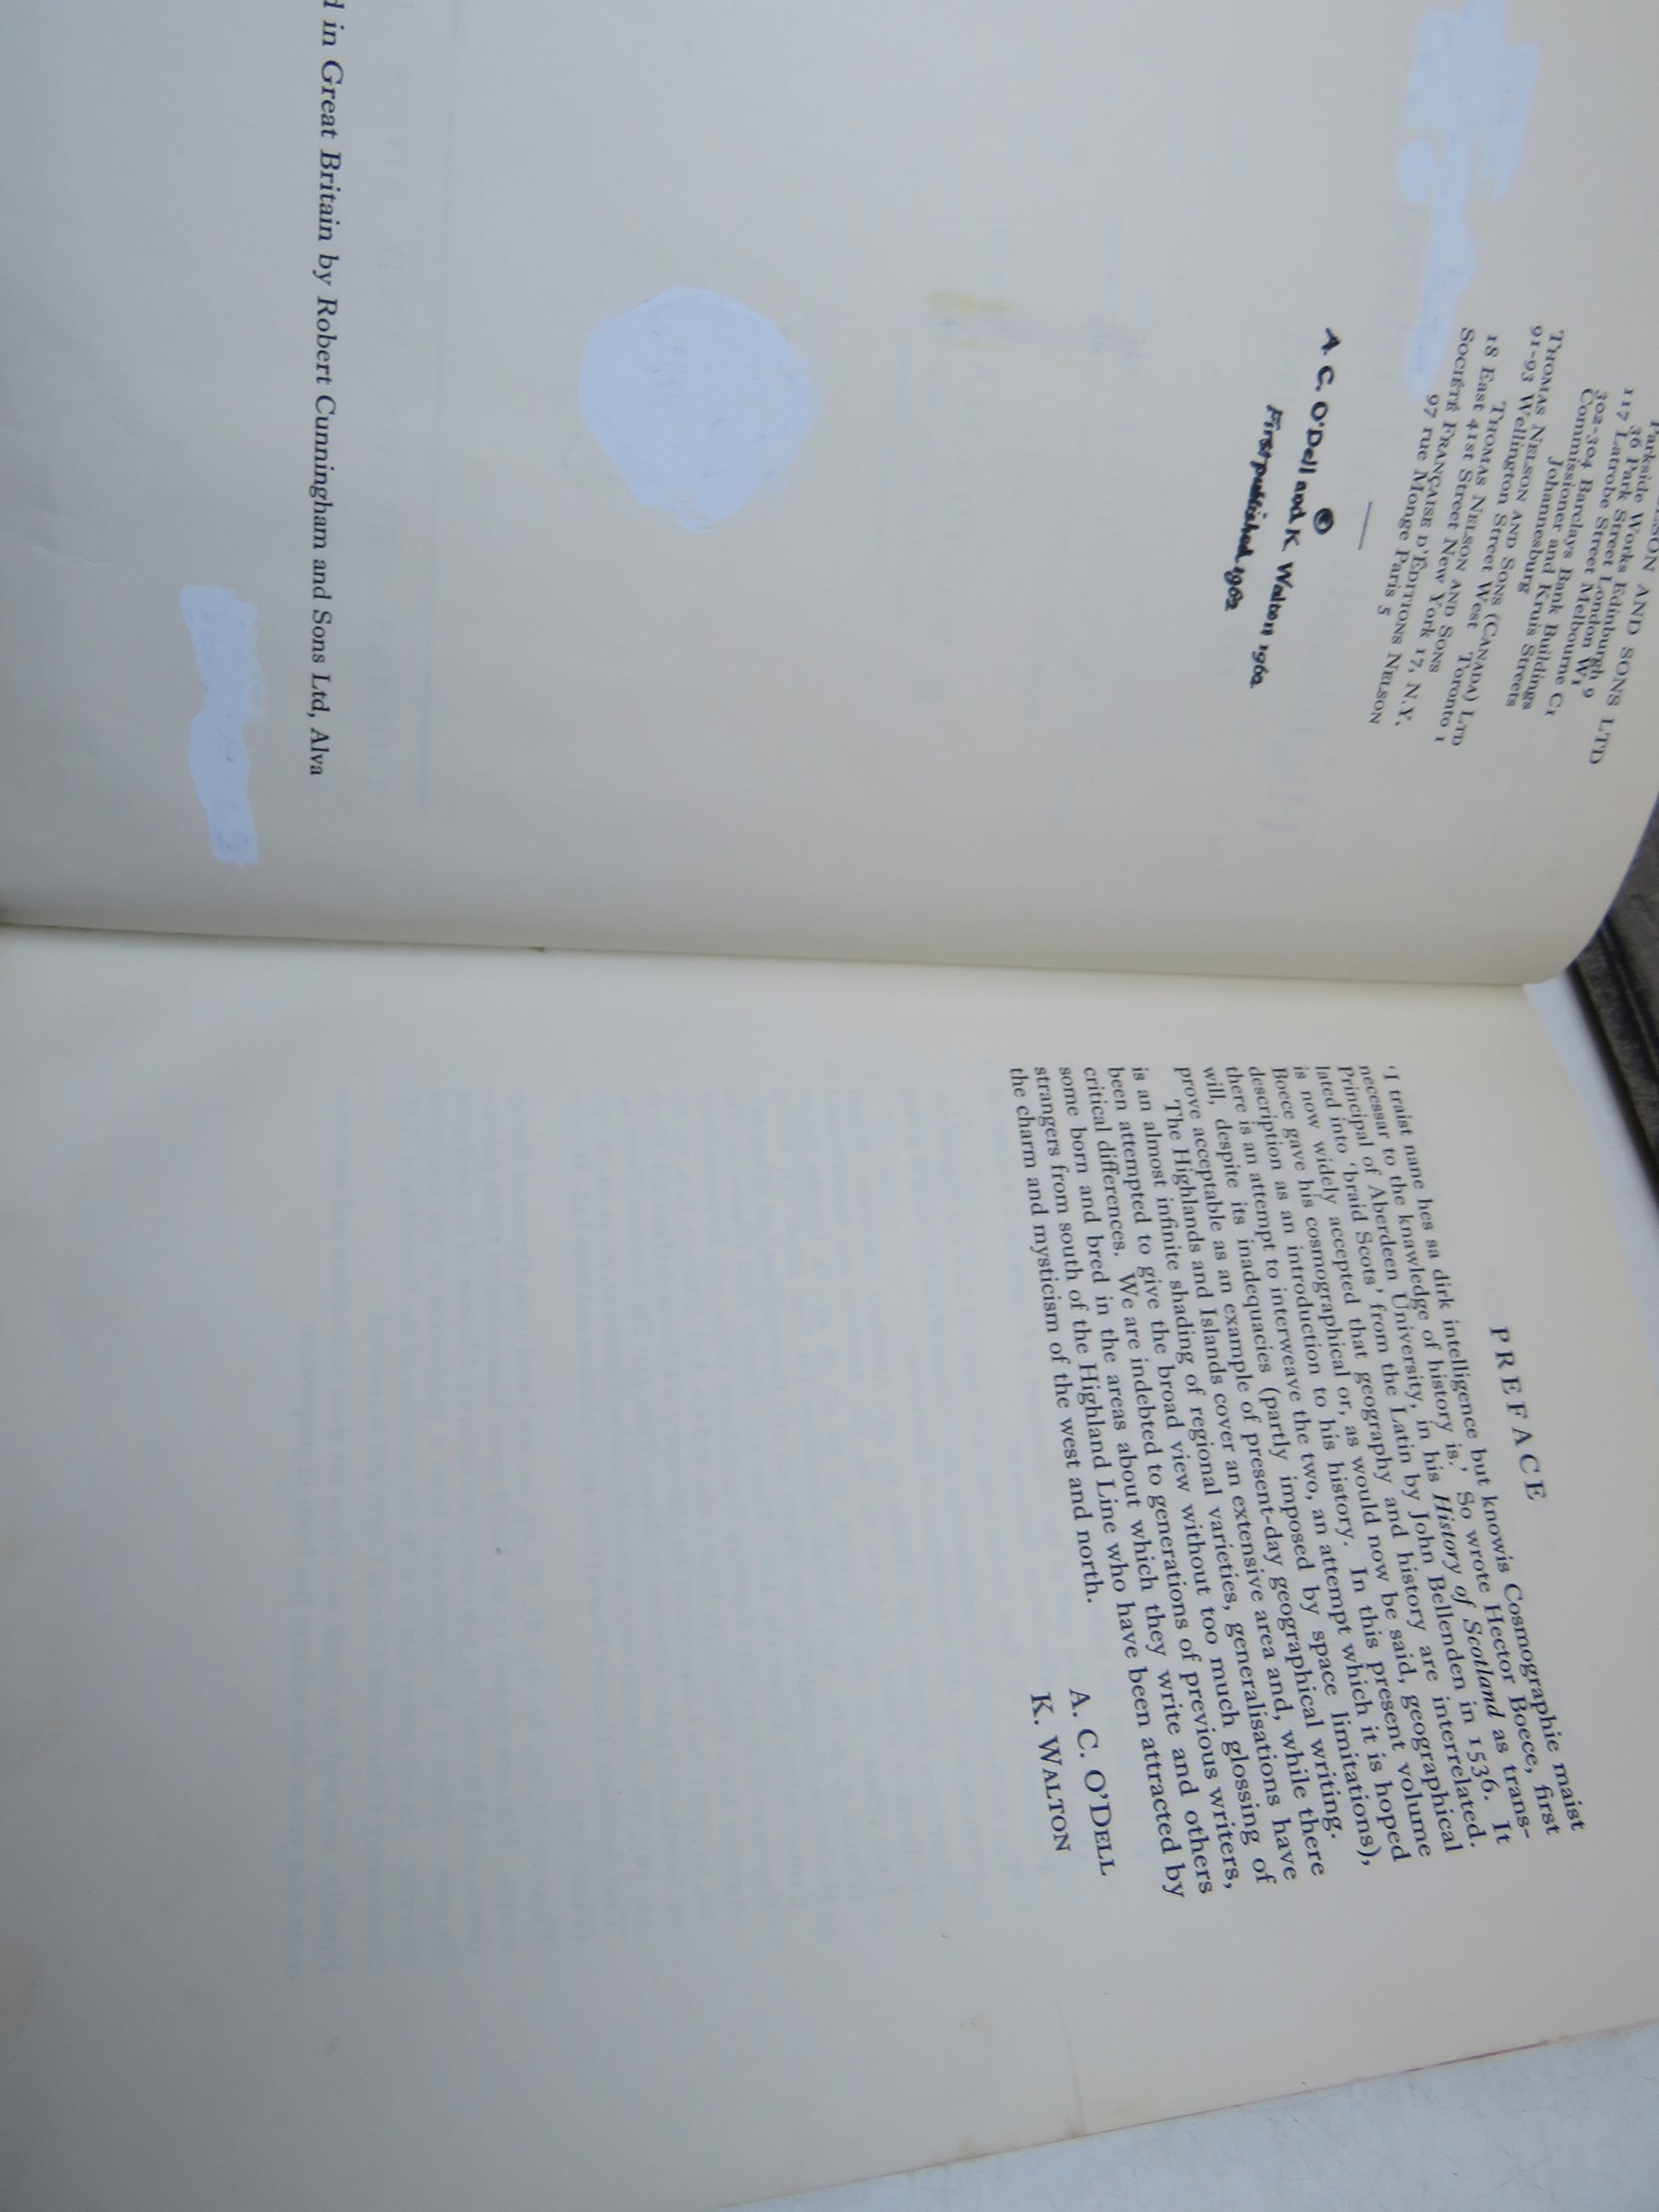 SON AND SONS LTD
Parkside Works Edinburgh 9
36 Park Street London W1
117 Latrobe Street Melbourne C1
302-304 Barclays Bank Buildings
Commissioner and Kruis Streets
Johannesburg
THOMAS NELSON AND SONS (CANADA) LTD
91-93 Wellington Street West Toronto 1
THOMAS NELSON AND SONS
18 East 41st Street New York 17, N.Y.
SOCIÉTÉ FRANÇAISE D'ÉDITIONS NELSON
97 rue Monge Paris 5
©
A. C. O'Dell and K. Walton 1962
First published 1962
d in Great Britain by Robert Cunningham and Sons Ltd, Alva
PREFACE
'I traist nane hes sa dirk intelligence but knowis Cosmographie maist
necessar to the knawledge of history is.' So wrote Hector Boece, first
Principal of Aberdeen University, in his History of Scotland as trans-
lated into 'braid Scots' from the Latin by John Bellenden in 1536. It
is now widely accepted that geography and history are interrelated.
Boece gave his cosmographical or, as would now be said, geographical
description as an introduction to his history. In this present volume
there is an attempt to interweave the two, an attempt which it is hoped
will, despite its inadequacies (partly imposed by space limitations),
prove acceptable as an example of present-day geographical writing.
The Highlands and Islands cover an extensive area and, while there
is an almost infinite shading of regional varieties, generalisations have
been attempted to give the broad view without too much glossing of
critical differences. We are indebted to generations of previous writers,
some born and bred in the areas about which they write and others
strangers from south of the Highland Line who have been attracted by
the charm and mysticism of the west and north.
A. C. O'DELL
K. WALTON